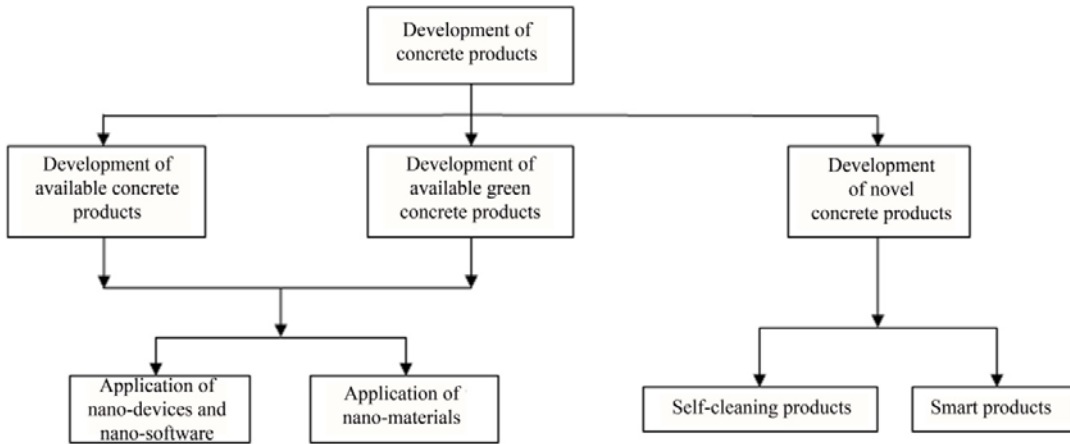 Development of
concrete products
Development of
available concrete
products
Development of
available green
concrete products
Development
of novel
concrete products
Application of
nano-devices and
nano-software
Application of
nano-materials
Self-cleaning products
Smart products